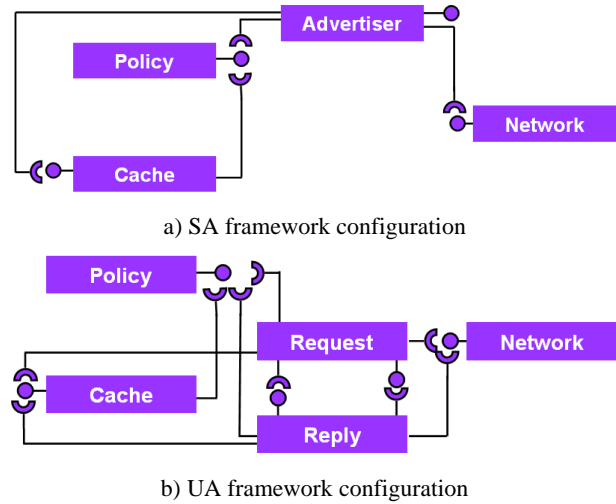 Advertiser
Policy
Network
Cache
a) SA framework configuration
Policy
Request
Network
Cache
Reply
b) UA framework configuration